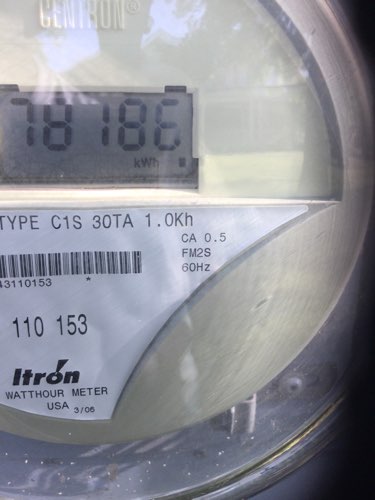 CENTRON®
78186
kWh
TYPE C1S 30TA 1.0Kh
CA 0.5
FM2S
60Hz
43110153 *
110 153
Itron
WATTHOUR METER
USA 3/06